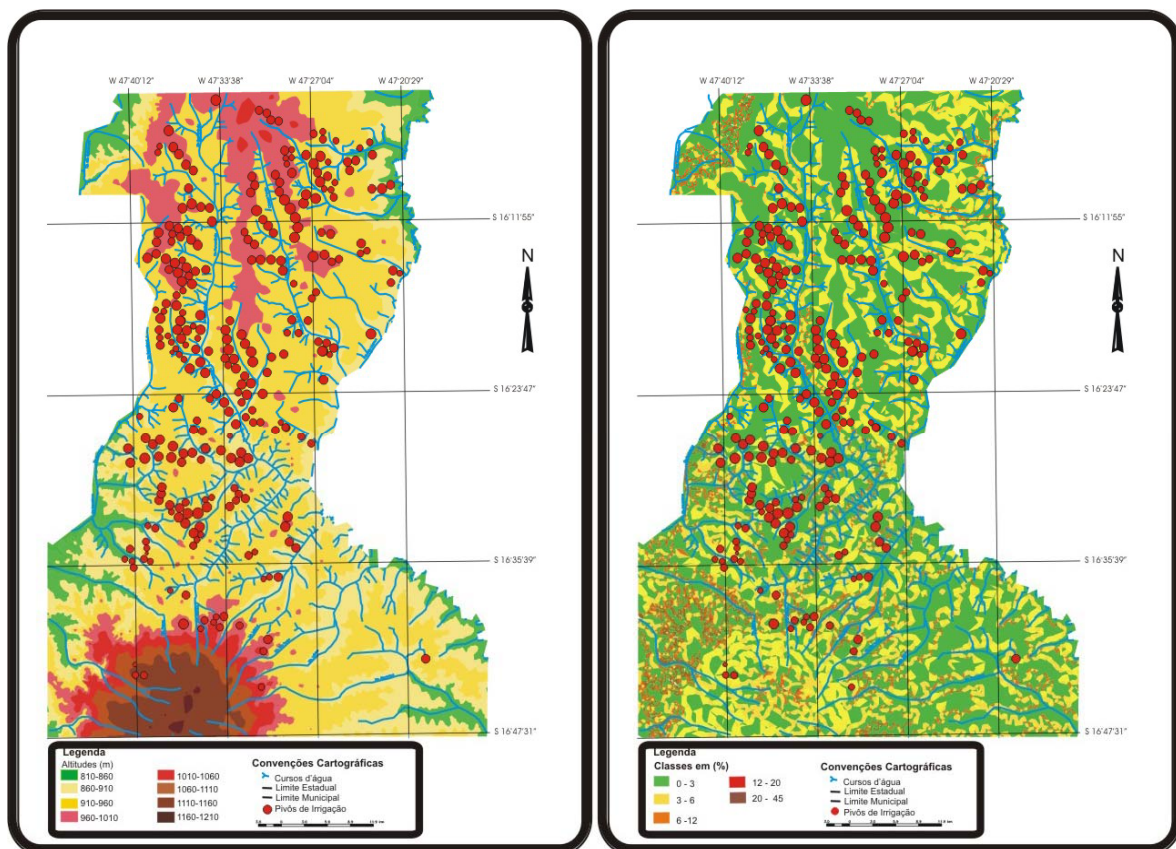 W 47'40'12" W 47'33'38" W 47'27'04" W 47'20'29"
N
S 16'11'55"
S 16'23'47"
S 16'35'39"
S 16'47'31"
Legenda
Altitudes (m)
810-860
860-910
910-960
960-1010
1010-1060
1060-1110
1110-1160
1160-1210
Convenções Cartográficas
Cursos d'água
Limite Estadual
Limite Municipal
Pivôs de Irrigação
W 47'40'12" W 47'33'38" W 47'27'04" W 47'20'29"
N
S 16'11'55"
S 16'23'47"
S 16'35'39"
S 16'47'31"
Legenda
Classes em (%)
0 - 3
3 - 6
6 -12
12 - 20
20 - 45
Convenções Cartográficas
Cursos d'água
Limite Estadual
Limite Municipal
Pivôs de Irrigação